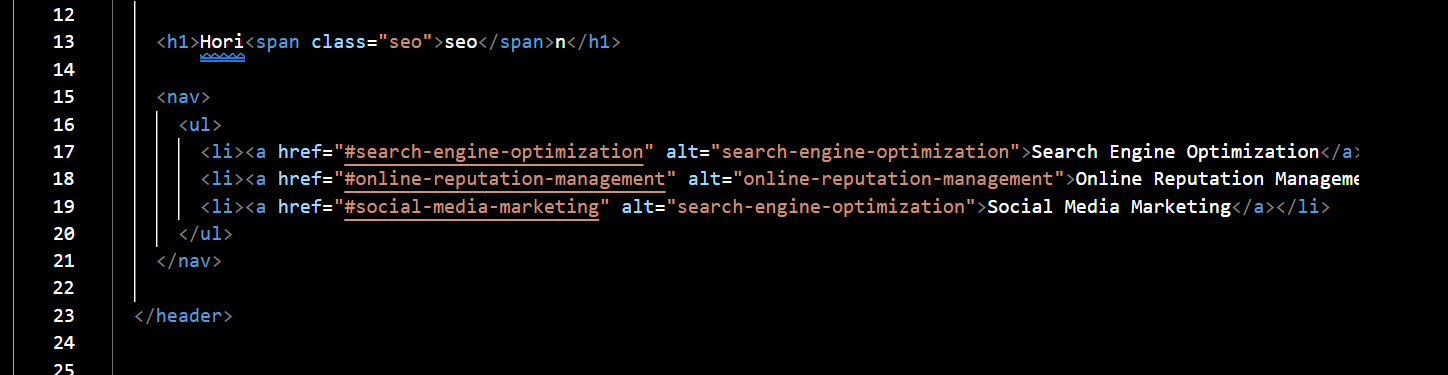 12
13 <h1>Hori<span class="seo">seo</span>n</h1>
14
15 <nav>
16 <ul>
17 <li><a href="#search-engine-optimization" alt="search-engine-optimization">Search Engine Optimization</a>
18 <li><a href="#online-reputation-management" alt="online-reputation-management">Online Reputation Manageme
19 <li><a href="#social-media-marketing" alt="search-engine-optimization">Social Media Marketing</a></li>
20 </ul>
21 </nav>
22
23 </header>
24
25